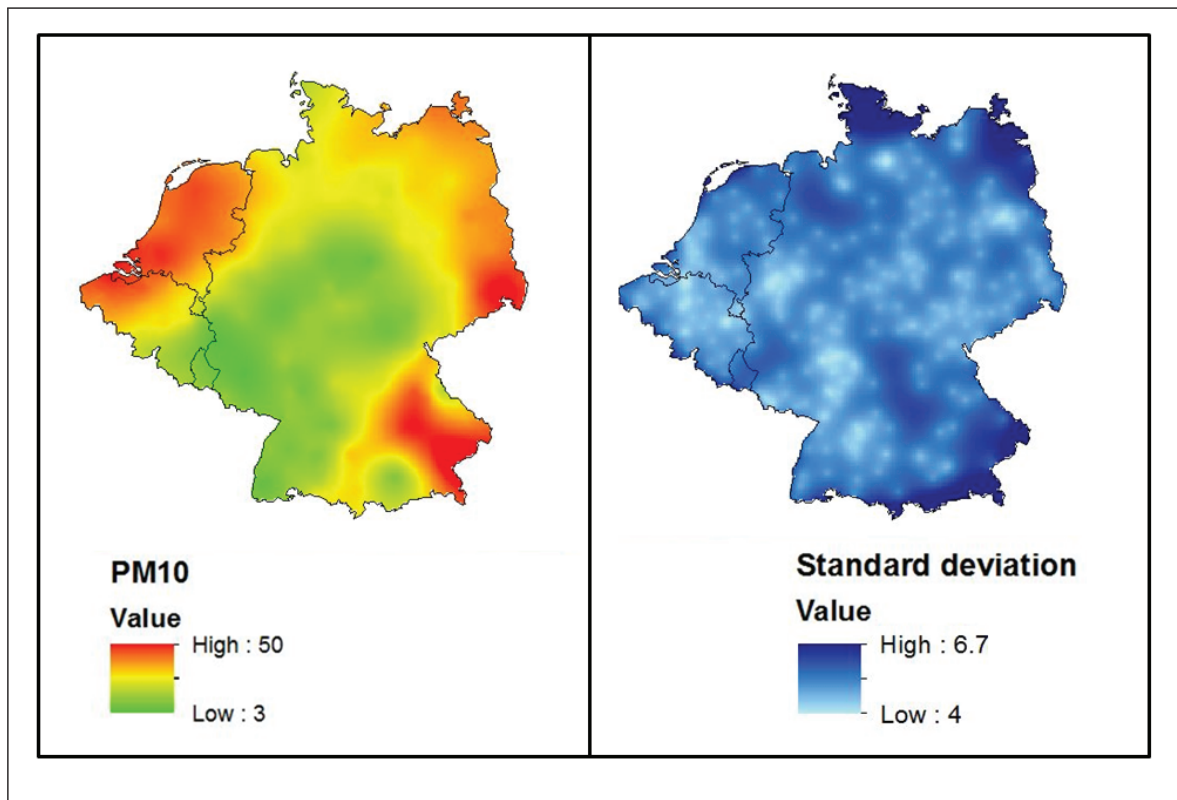 PM10
Value
High : 50
Low : 3
Standard deviation
Value
High : 6.7
Low : 4